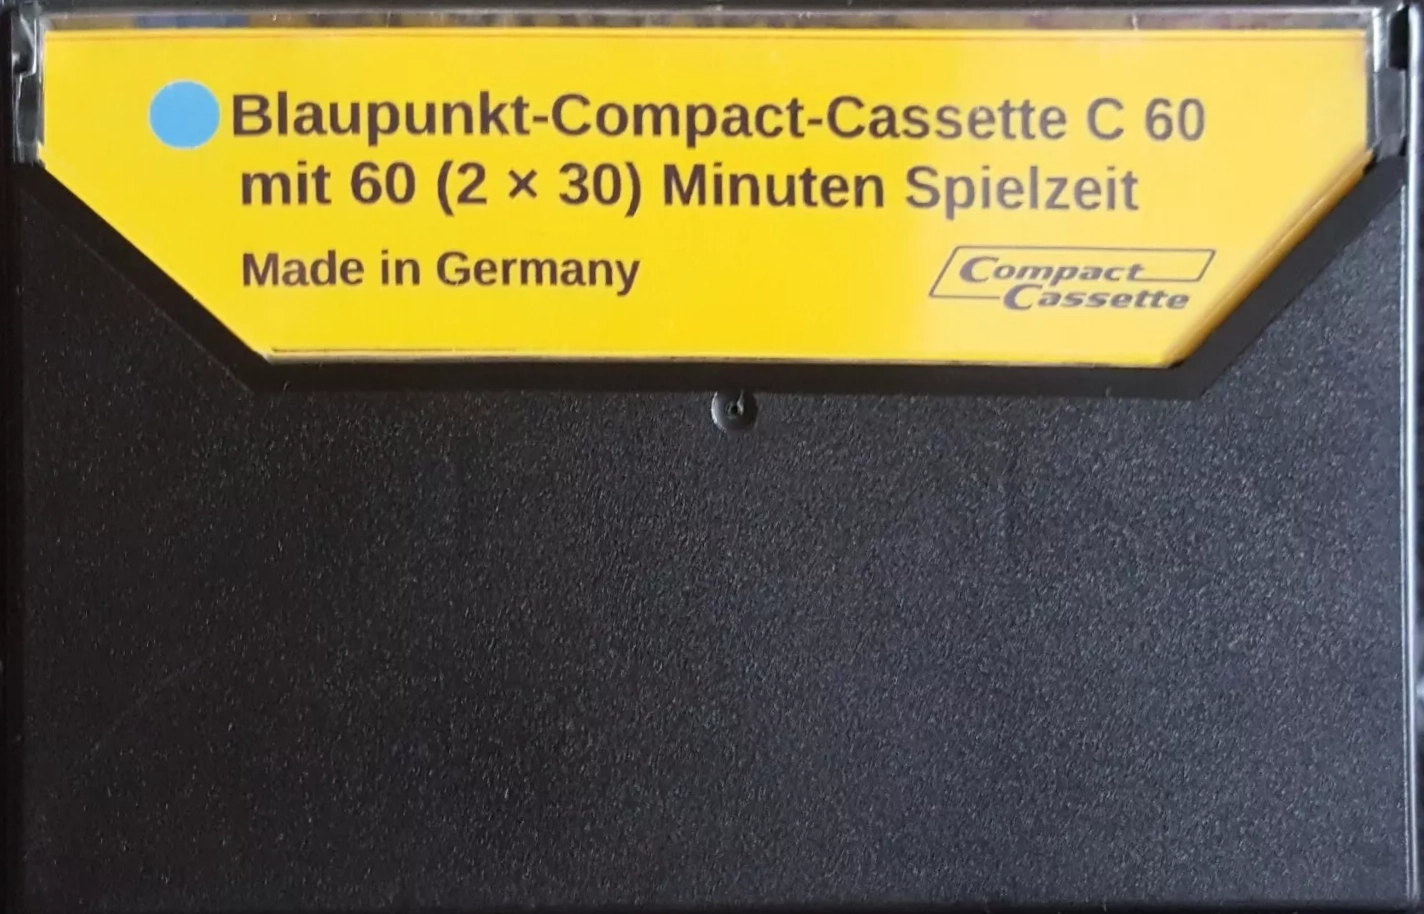 Blaupunkt-Compact-Cassette C 60
mit 60 (2 × 30) Minuten Spielzeit
Made in Germany
Compact
Cassette